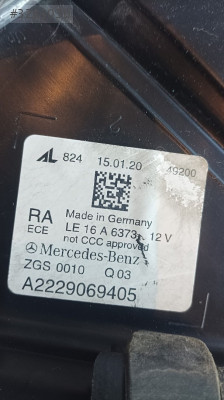 AL 824 15.01.20 49200
RA Made in Germany
ECE LE 16 A 6373 12 V
not CCC approved
Mercedes-Benz
ZGS 0010 Q 03
A2229069405